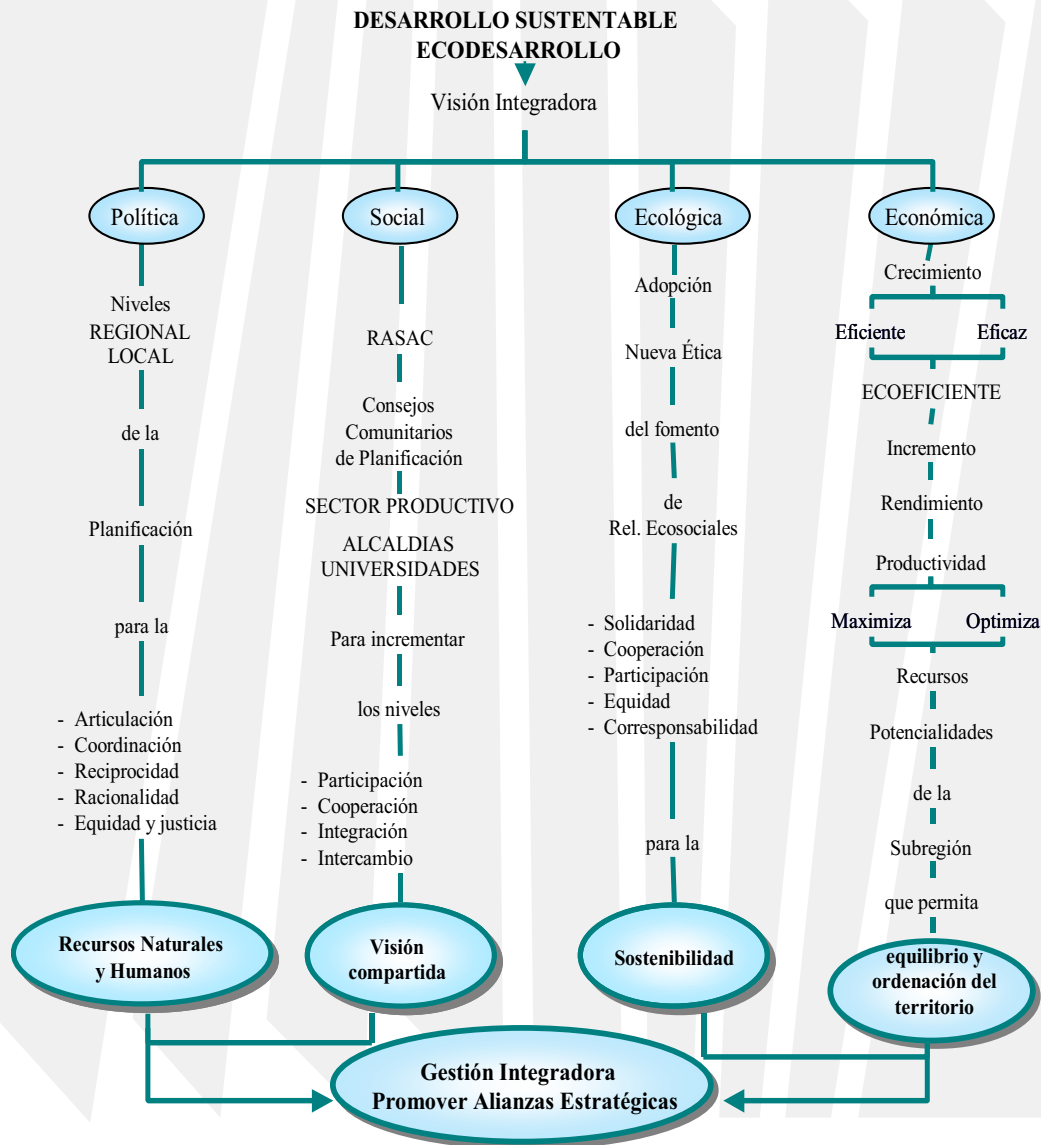 DESARROLLO SUSTENTABLE
ECODESARROLLO
Visión Integradora
Política
Niveles
REGIONAL
LOCAL
de la
Planificación
para la
- Articulación
- Coordinación
- Reciprocidad
- Racionalidad
- Equidad y justicia
Recursos Naturales
y Humanos
Social
RASAC
Consejos
Comunitarios
de Planificación
SECTOR PRODUCTIVO
ALCALDIAS
UNIVERSIDADES
Para incrementar
los niveles
- Participación
- Cooperación
- Integración
- Intercambio
Visión
compartida
Ecológica
Adopción
Nueva Ética
del fomento
de
Rel. Ecosociales
- Solidaridad
- Cooperación
- Participación
- Equidad
- Corresponsabilidad
para la
Sostenibilidad
Económica
Crecimiento
Eficiente Eficaz
ECOEFICIENTE
Incremento
Rendimiento
Productividad
Maximiza Optimiza
Recursos
Potencialidades
de la
Subregión
que permita
equilibrio y
ordenación del
territorio
Gestión Integradora
Promover Alianzas Estratégicas